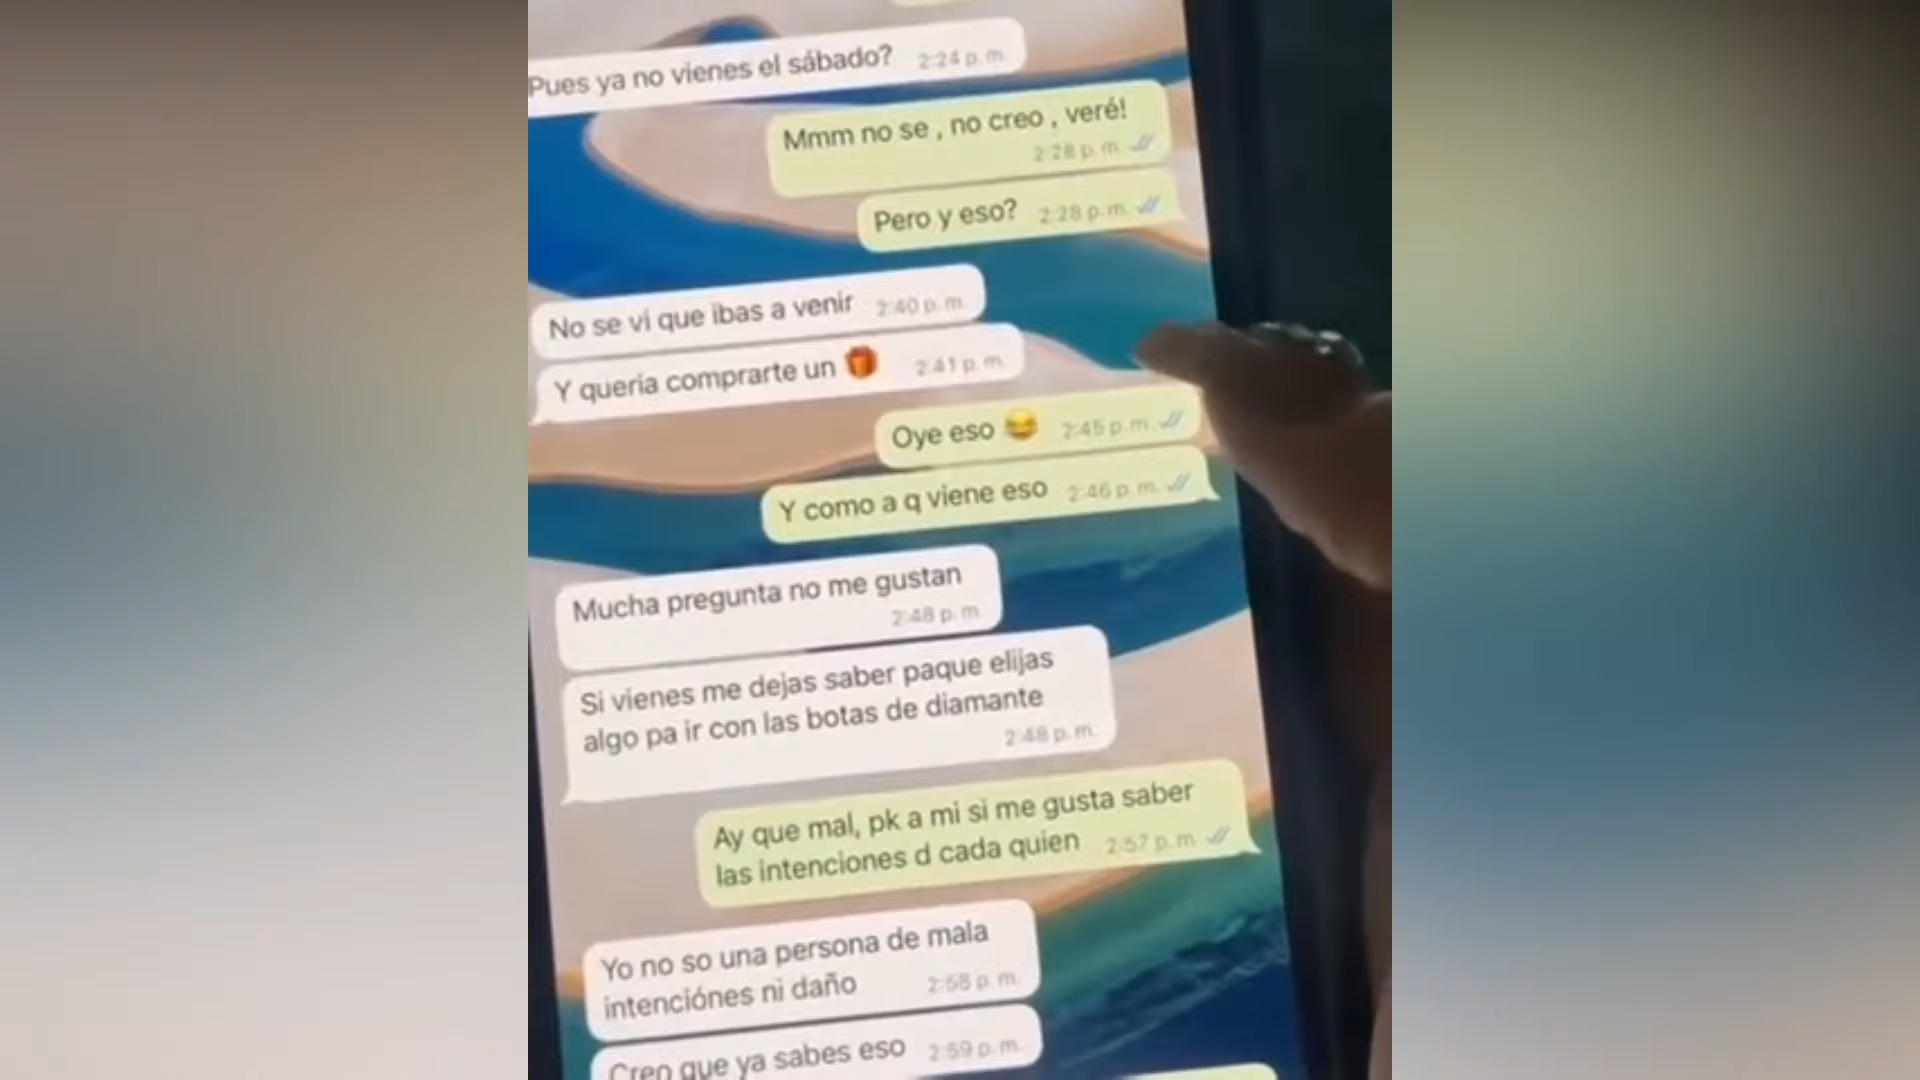 Pues ya no vienes el sábado? 2:24 p. m.
Mmm no se , no creo , veré!
2:28 p. m.
Pero y eso? 2:28 p. m.
No se vi que ibas a venir 2:40 p. m.
Y quería comprarte un 🎁 2:41 p. m.
Oye eso 😂 2:45 p. m.
Y como a q viene eso 2:46 p. m.
Mucha pregunta no me gustan
2:48 p. m.
Si vienes me dejas saber paque elijas
algo pa ir con las botas de diamante
2:48 p. m.
Ay que mal, pk a mi si me gusta saber
las intenciones d cada quien 2:57 p. m.
Yo no so una persona de mala
intenciónes ni daño 2:58 p. m.
Creo que ya sabes eso 2:59 p. m.